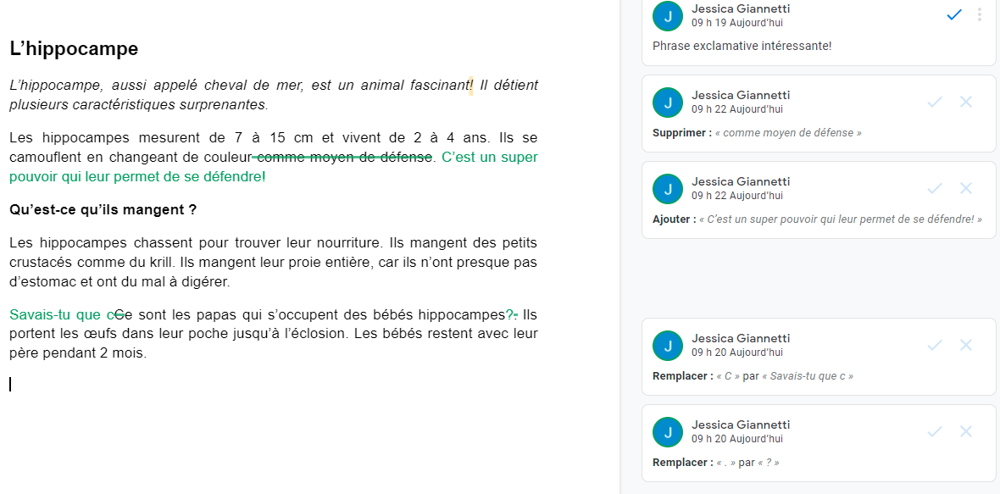 L’hippocampe
L’hippocampe, aussi appelé cheval de mer, est un animal fascinant! Il détient
plusieurs caractéristiques surprenantes.
Les hippocampes mesurent de 7 à 15 cm et vivent de 2 à 4 ans. Ils se
camouflent en changeant de couleur comme moyen de défense. C’est un super
pouvoir qui leur permet de se défendre!
Qu’est-ce qu’ils mangent ?
Les hippocampes chassent pour trouver leur nourriture. Ils mangent des petits
crustacés comme du krill. Ils mangent leur proie entière, car ils n’ont presque pas
d’estomac et ont du mal à digérer.
Savais-tu que cCe sont les papas qui s’occupent des bébés hippocampes?. Ils
portent les œufs dans leur poche jusqu’à l’éclosion. Les bébés restent avec leur
père pendant 2 mois.
J
Jessica Giannetti
09 h 19 Aujourd’hui
Phrase exclamative intéressante!
J
Jessica Giannetti
09 h 22 Aujourd’hui
Supprimer : « comme moyen de défense »
J
Jessica Giannetti
09 h 22 Aujourd’hui
Ajouter : « C’est un super pouvoir qui leur permet de se défendre! »
J
Jessica Giannetti
09 h 20 Aujourd’hui
Remplacer : « C » par « Savais-tu que c »
J
Jessica Giannetti
09 h 20 Aujourd’hui
Remplacer : « . » par « ? »